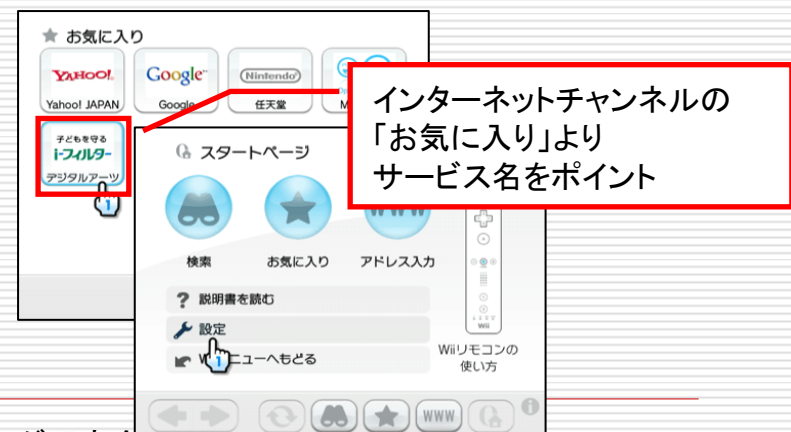 お気に入り
YAHOO!
Google
Nintendo
Yahoo! JAPAN
Google
任天堂
子どもを守る
i-フィルター
デジタルアーツ
インターネットチャンネルの
「お気に入り」より
サービス名をポイント
スタートページ
WWW
検索
お気に入り
アドレス入力
? 説明書を読む
設定
ニューへもどる
Wii
Wiiリモコンの
使い方
1
1
WWW